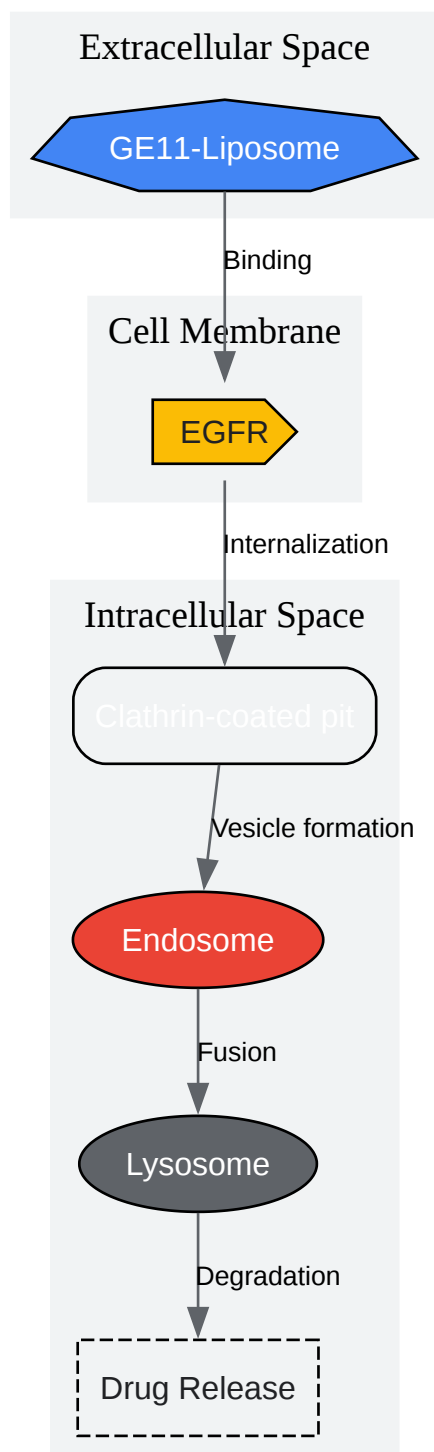 Extracellular Space
GE11-Liposome
Binding
Cell Membrane
EGFR
Internalization
Intracellular Space
Clathrin-coated pit
Vesicle formation
Endosome
Fusion
Lysosome
Degradation
Drug Release